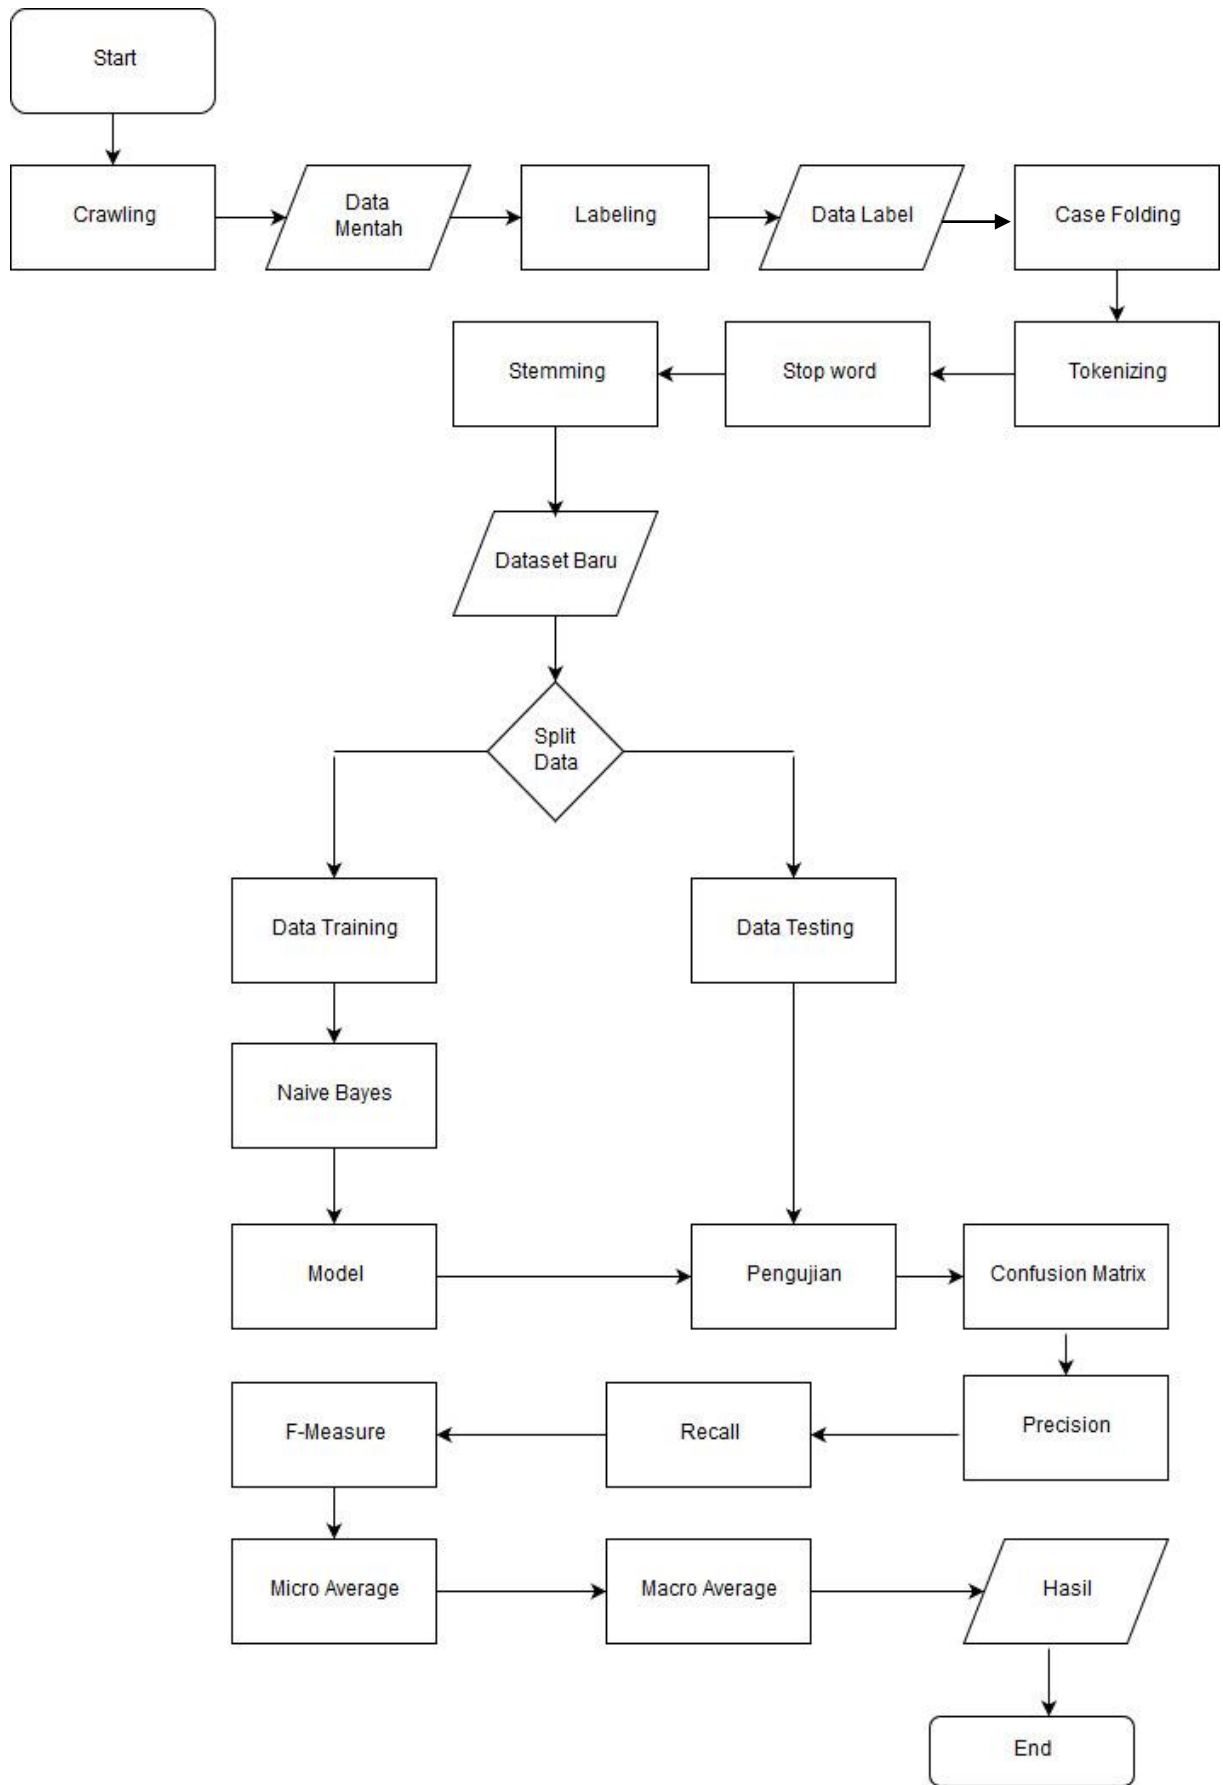 Start
Crawling
Data
Mentah
Labeling
Data Label
Case Folding
Stemming
Stop word
Tokenizing
Dataset Baru
Split
Data
Data Training
Data Testing
Naive Bayes
Model
Pengujian
Confusion Matrix
F-Measure
Recall
Precision
Micro Average
Macro Average
Hasil
End